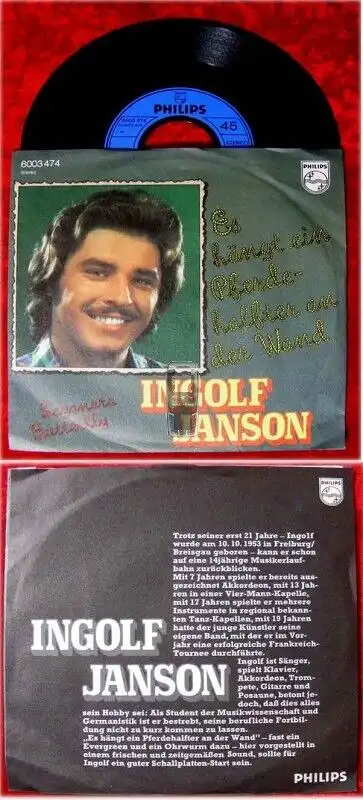 PHILIPS
6003 474
45
STEREO
6003 474
Stereo
PHILIPS
Es
hängt ein
Pferde-
halfter an
der Wand
INGOLF
JANSON
Butterfly
PHILIPS
Trotz seiner erst 21 Jahre – Ingolf
wurde am 10. 10. 1953 in Freiburg/
Breisgau geboren – kann er schon
auf eine 14jährige Musikerlauf-
bahn zurückblicken.
Mit 7 Jahren spielte er bereits aus-
gezeichnet Akkordeon, mit 13 Jah-
ren in einer Vier-Mann-Kapelle,
mit 17 Jahren spielte er mehrere
Instrumente in regional bekann-
ten Tanz-Kapellen, mit 19 Jahren
hatte der junge Künstler seine
eigene Band, mit der er im Vor-
jahr eine erfolgreiche Frankreich-
Tournee durchführte.
INGOLF
JANSON
Ingolf ist Sänger,
spielt Klavier,
Akkordeon, Trom-
pete, Gitarre und
Posaune, betont je-
doch, daß dies alles
sein Hobby sei: Als Student der Musikwissenschaft und
Germanistik ist er bestrebt, seine berufliche Fortbil-
dung nicht zu kurz kommen zu lassen.
„Es hängt ein Pferdehalfter an der Wand" – fast ein
Evergreen und ein Ohrwurm dazu – hier vorgestellt in
einem frischen und zeitgemäßen Sound, sollte für
Ingolf ein guter Schallplatten-Start sein.
PHILIPS